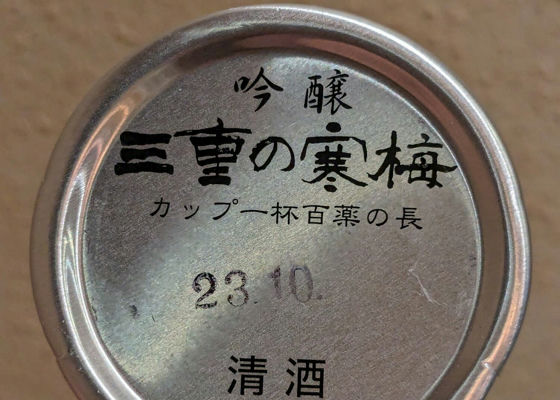 吟醸
三重の寒梅
カップ一杯百薬の長
23.10.
清酒